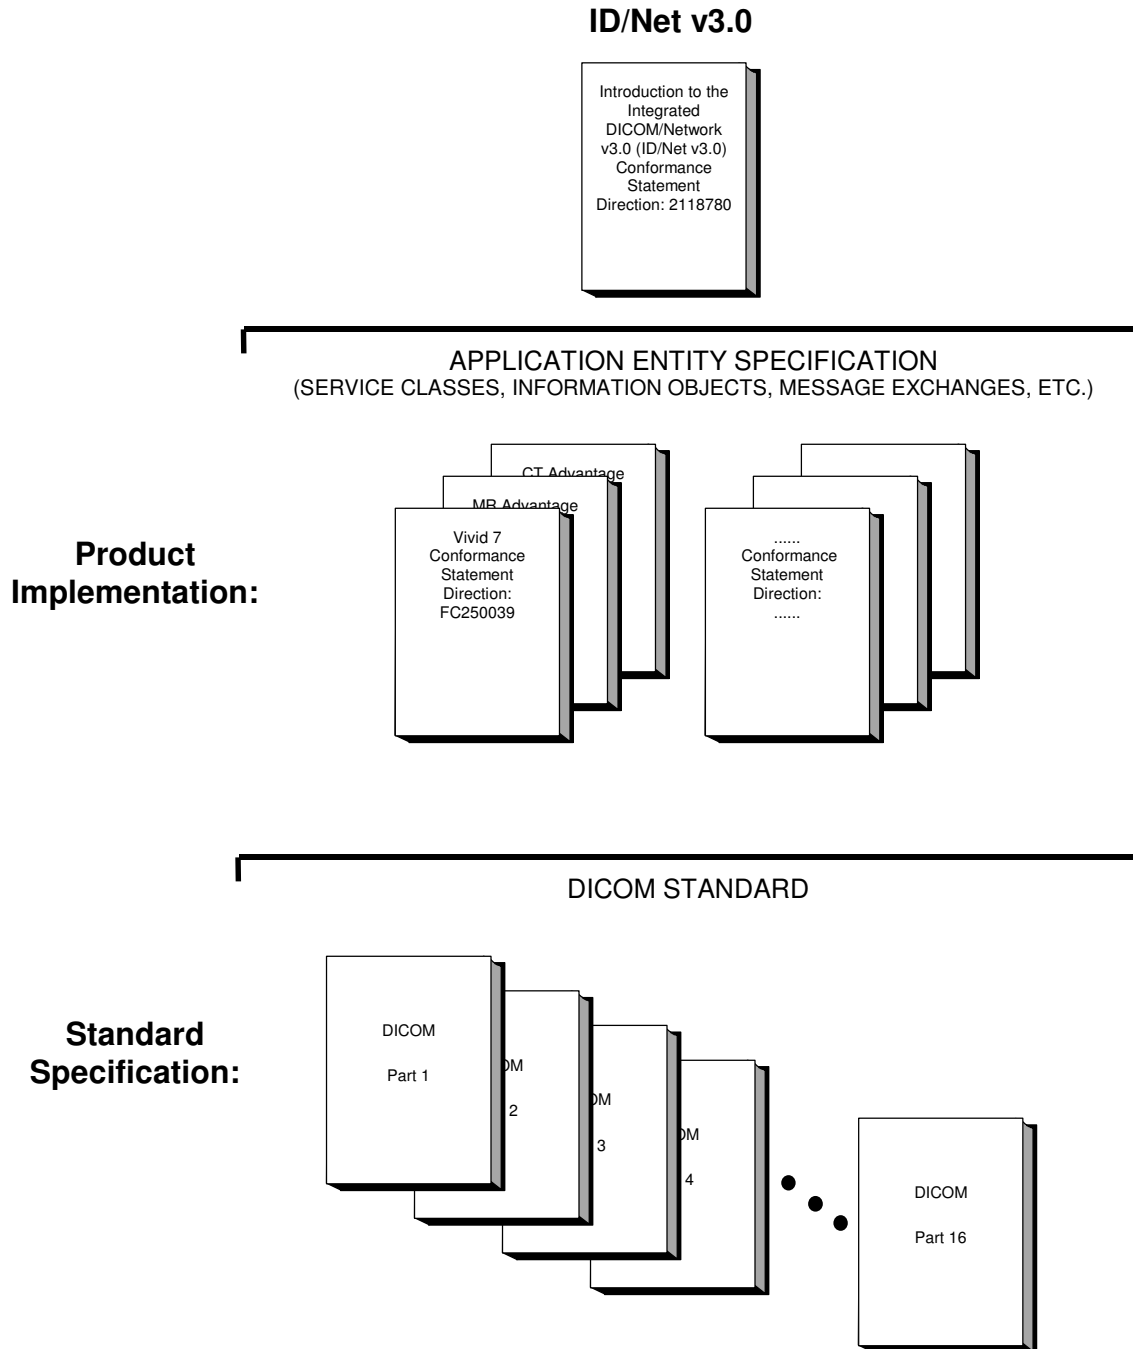 ID/Net v3.0
Introduction to the
Integrated
DICOM/Network
v3.0 (ID/Net v3.0)
Conformance
Statement
Direction: 2118780
APPLICATION ENTITY SPECIFICATION
(SERVICE CLASSES, INFORMATION OBJECTS, MESSAGE EXCHANGES, ETC.)
Product
Implementation:
CT Advantage
MR Advantage
Vivid 7
Conformance
Statement
Direction:
FC250039
......
Conformance
Statement
Direction:
......
DICOM STANDARD
Standard
Specification:
DICOM
Part 1
OM
2
OM
3
OM
4
DICOM
Part 16